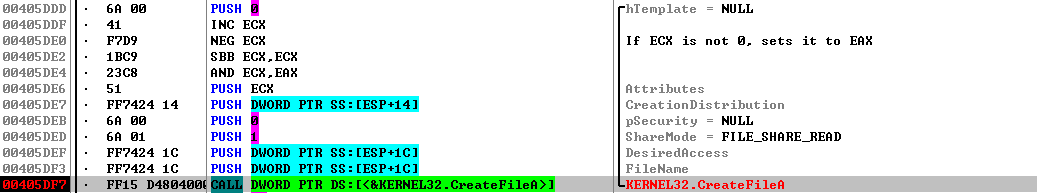 00405DDD · 6A 00 PUSH 0 hTemplate = NULL
00405DDF · 41 INC ECX
00405DE0 · F7D9 NEG ECX If ECX is not 0, sets it to EAX
00405DE2 · 1BC9 SBB ECX,ECX
00405DE4 · 23C8 AND ECX,EAX
00405DE6 · 51 PUSH ECX Attributes
00405DE7 · FF7424 14 PUSH DWORD PTR SS:[ESP+14] CreationDistribution
00405DEB · 6A 00 PUSH 0 pSecurity = NULL
00405DED · 6A 01 PUSH 1 ShareMode = FILE_SHARE_READ
00405DEF · FF7424 1C PUSH DWORD PTR SS:[ESP+1C] DesiredAccess
00405DF3 · FF7424 1C PUSH DWORD PTR SS:[ESP+1C] FileName
00405DF7 · FF15 D4804000 CALL DWORD PTR DS:[<&KERNEL32.CreateFileA>] KERNEL32.CreateFileA